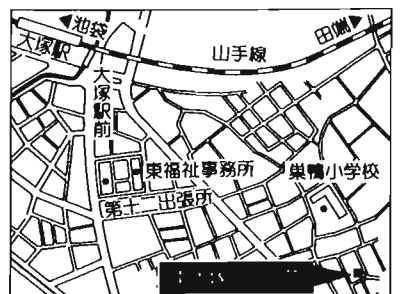 ◀池袋
田端▶
大塚駅
山手線
大塚駅前
東福祉事務所
巣鴨小学校
第十一出張所